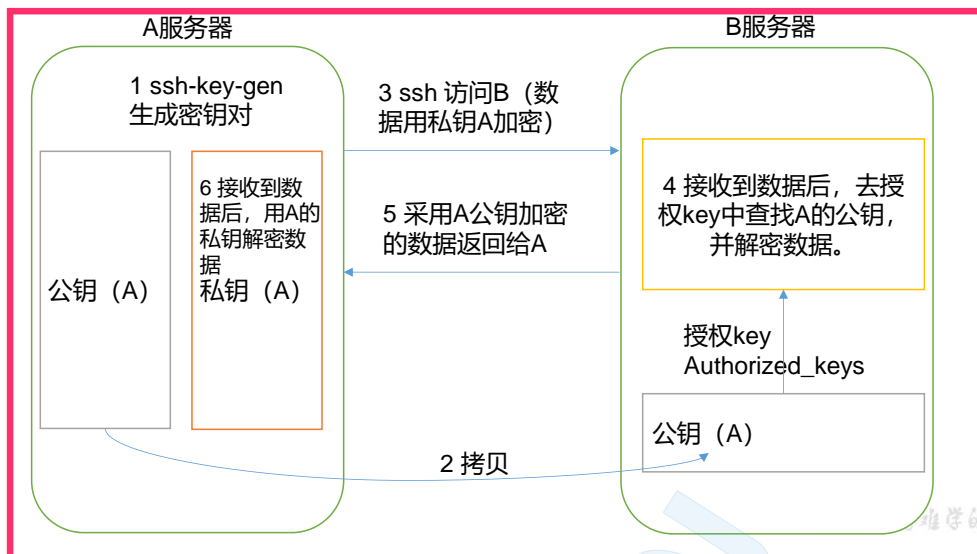 A服务器
B服务器
1 ssh-key-gen
生成密钥对
3 ssh 访问B（数
据用私钥A加密）
6 接收到数
据后，用A的
私钥解密数
据
公钥（A）
私钥（A）
5 采用A公钥加密
的数据返回给A
4 接收到数据后，去授
权key中查找A的公钥，
并解密数据。
授权key
Authorized_keys
公钥（A）
2 拷贝
难学的